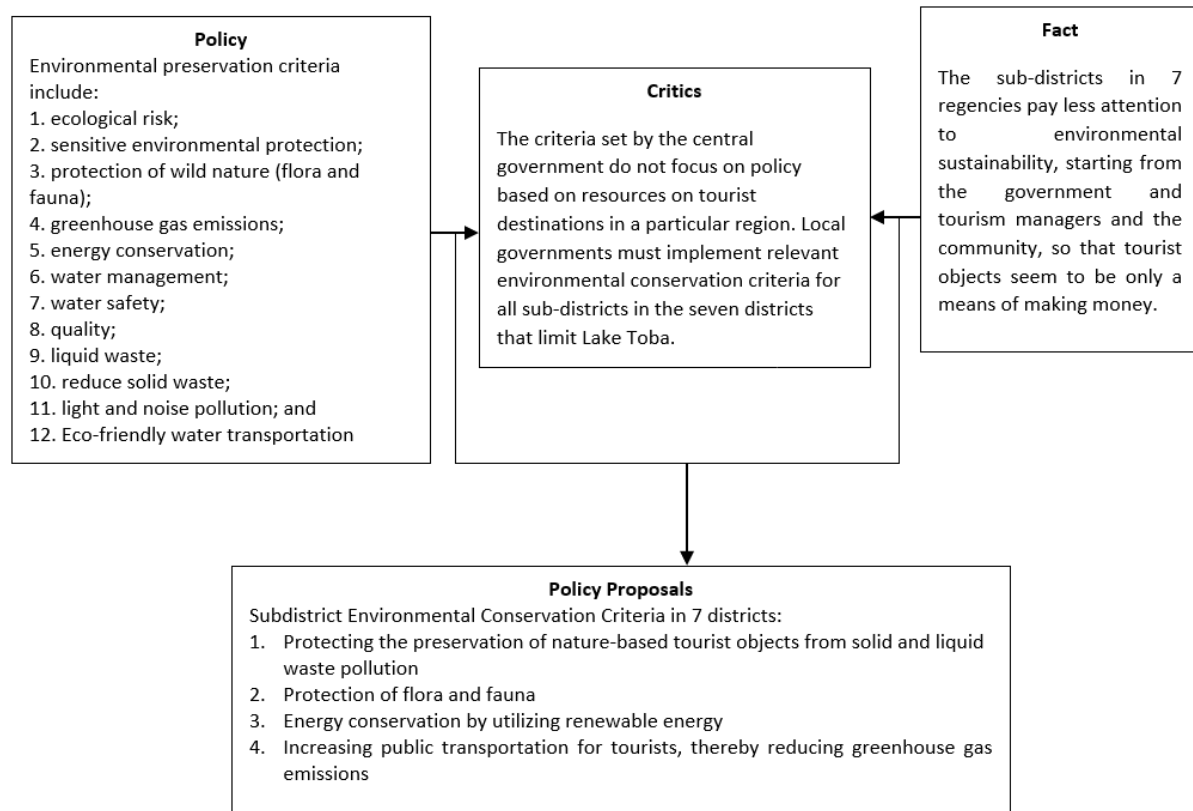 Policy
Environmental preservation criteria
include:
1. ecological risk;
2. sensitive environmental protection;
3. protection of wild nature (flora and
fauna);
4. greenhouse gas emissions;
5. energy conservation;
6. water management;
7. water safety;
8. quality;
9. liquid waste;
10. reduce solid waste;
11. light and noise pollution; and
12. Eco-friendly water transportation
Critics
The criteria set by the central
government do not focus on policy
based on resources on tourist
destinations in a particular region. Local
governments must implement relevant
environmental conservation criteria for
all sub-districts in the seven districts
that limit Lake Toba.
Fact
The sub-districts in 7
regencies pay less attention
to environmental
sustainability, starting from
the government and
tourism managers and the
community, so that tourist
objects seem to be only a
means of making money.
Policy Proposals
Subdistrict Environmental Conservation Criteria in 7 districts:
1. Protecting the preservation of nature-based tourist objects from solid and liquid
waste pollution
2. Protection of flora and fauna
3. Energy conservation by utilizing renewable energy
4. Increasing public transportation for tourists, thereby reducing greenhouse gas
emissions